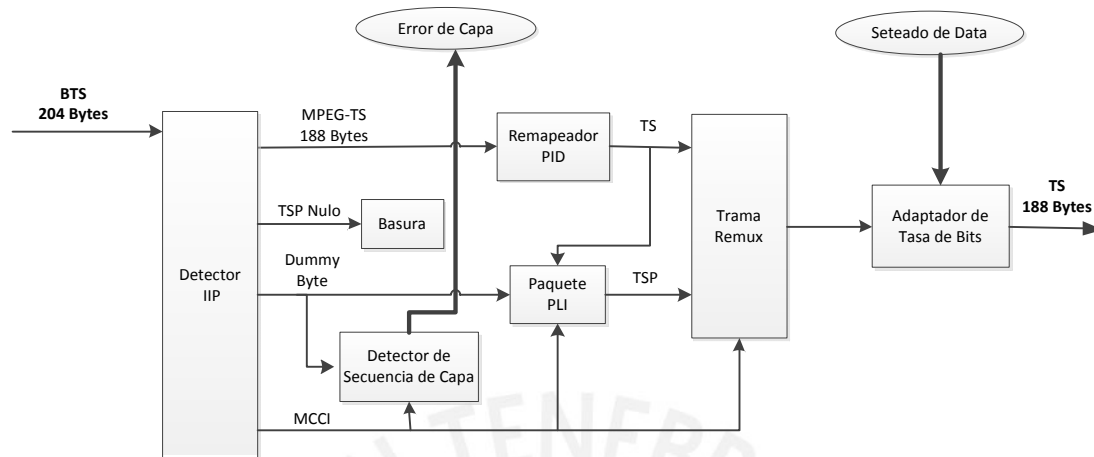 Error de Capa
Seteado de Data
BTS
204 Bytes
MPEG-TS
188 Bytes
Remapeador
PID
TS
TS
188 Bytes
TSP Nulo
Basura
Trama
Remux
Adaptador de
Tasa de Bits
Detector
IIP
Dummy
Byte
Paquete
PLI
TSP
Detector de
Secuencia de Capa
MCCI